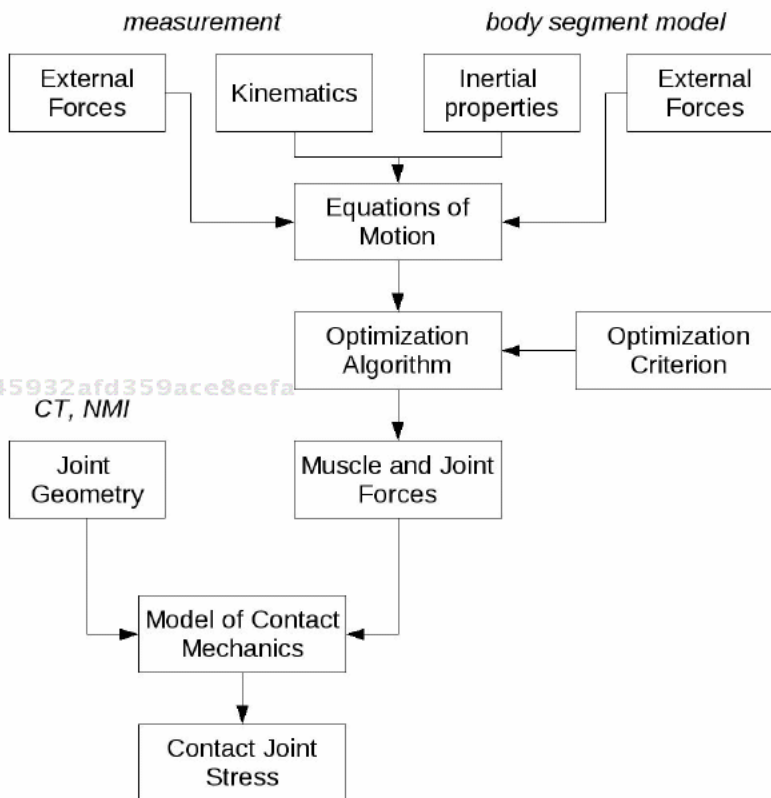 measurement
body segment model
External
Forces
Kinematics
Inertial
properties
External
Forces
Equations of
Motion
Optimization
Algorithm
Optimization
Criterion
45932afd359ace8eefa
CT, NMI
Joint
Geometry
Muscle and Joint
Forces
Model of Contact
Mechanics
Contact Joint
Stress